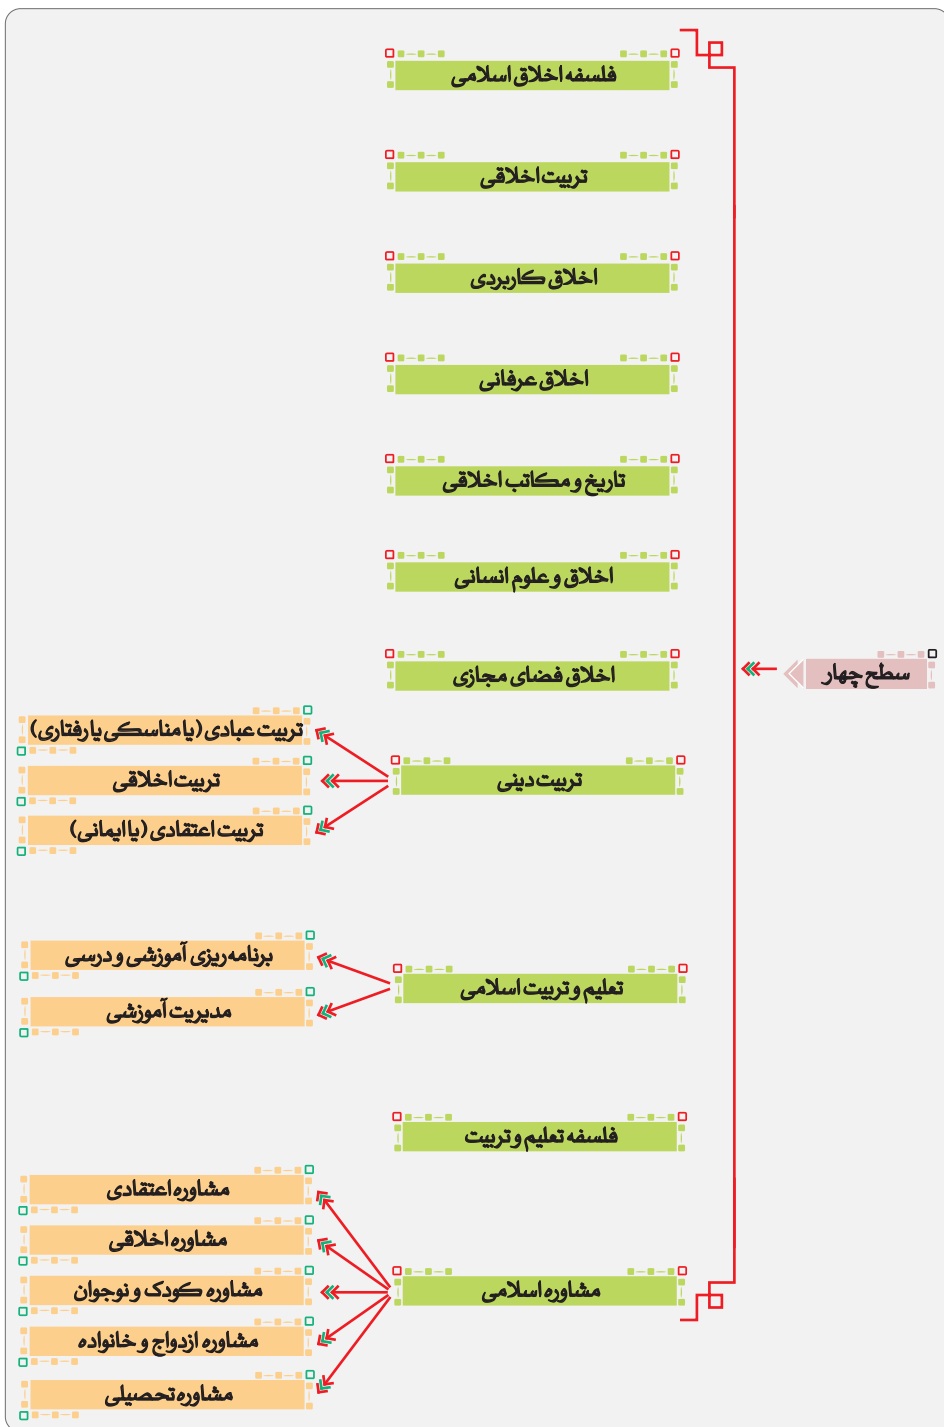 سطح چهار
فلسفه اخلاق اسلامی
تربیت اخلاقی
اخلاق کاربردی
اخلاق عرفانی
تاریخ و مکاتب اخلاقی
اخلاق و علوم انسانی
اخلاق فضای مجازی
تربیت دینی
تربیت عبادی (یا مناسکی یا رفتاری)
تربیت اخلاقی
تربیت اعتقادی (یا ایمانی)
تعلیم و تربیت اسلامی
برنامه ریزی آموزشی و درسی
مدیریت آموزشی
فلسفه تعلیم و تربیت
مشاوره اسلامی
مشاوره اعتقادی
مشاوره اخلاقی
مشاوره کودک و نوجوان
مشاوره ازدواج و خانواده
مشاوره تحصیلی